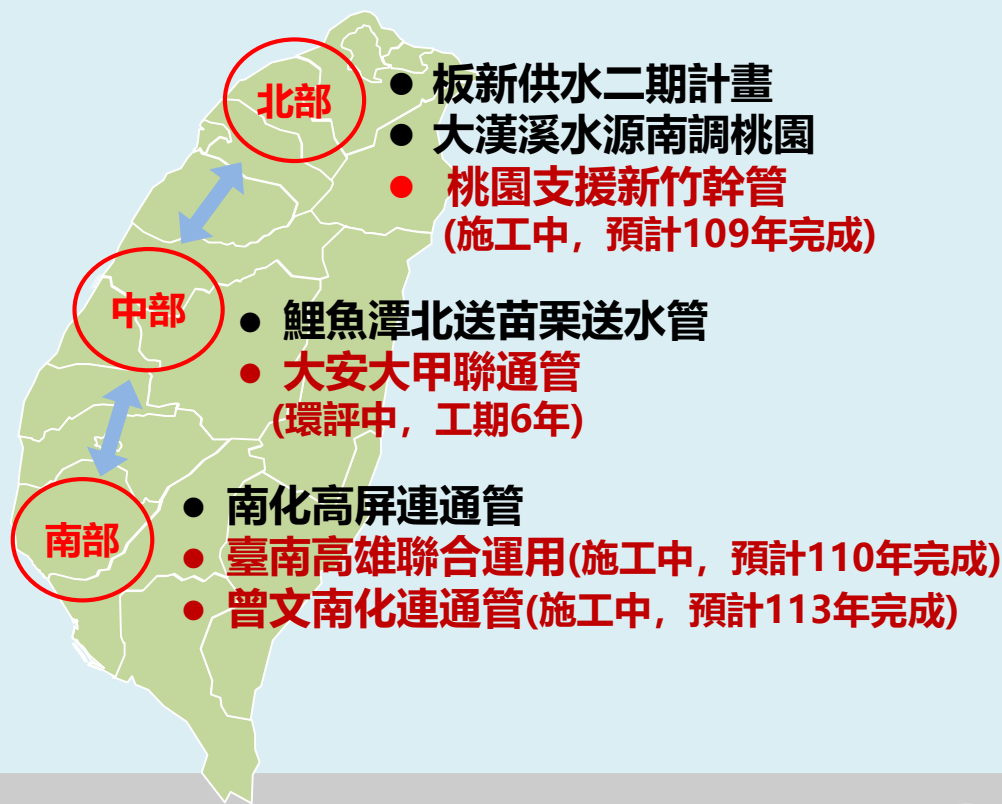 北部
● 板新供水二期計畫
● 大漢溪水源南調桃園
● 桃園支援新竹幹管
(施工中，預計109年完成)
中部
● 鯉魚潭北送苗栗送水管
● 大安大甲聯通管
(環評中，工期6年)
南部
● 南化高屏連通管
● 臺南高雄聯合運用(施工中，預計110年完成)
● 曾文南化連通管(施工中，預計113年完成)